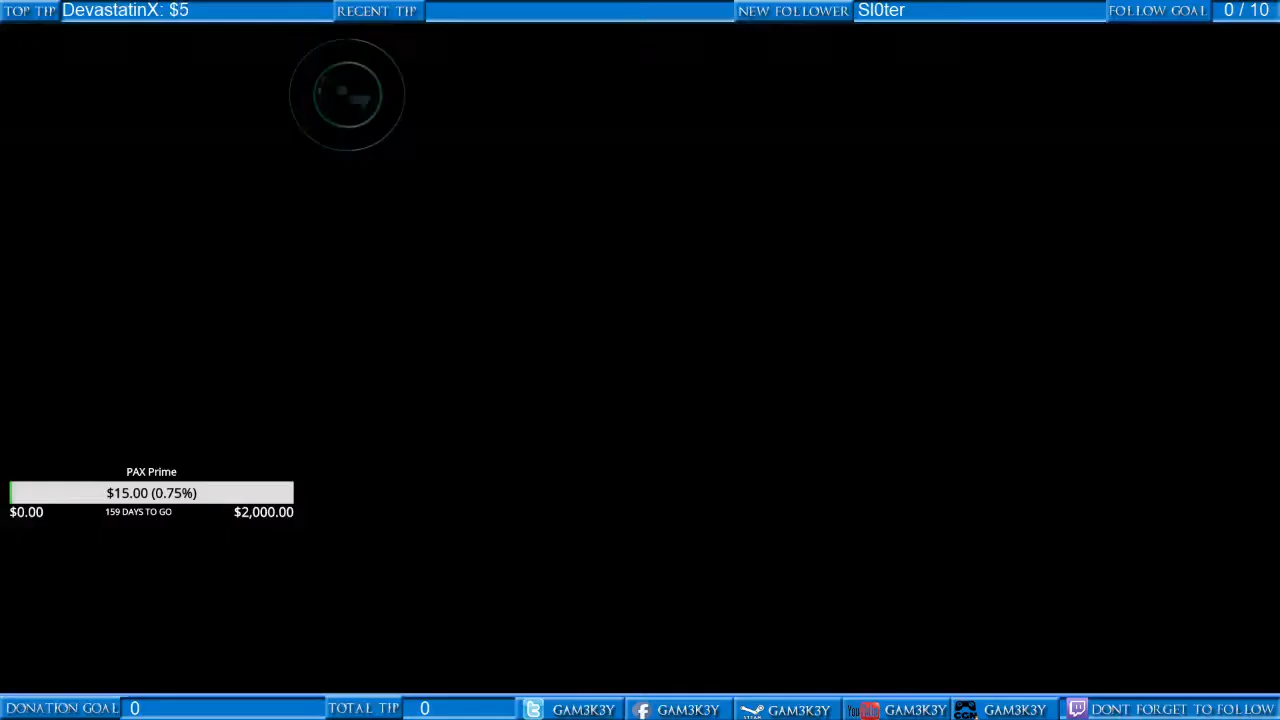 TOP TIP DevastatinX: $5 RECENT TIP NEW FOLLOWER Sl0ter FOLLOW GOAL 0 / 10
PAX Prime
$15.00 (0.75%)
$0.00 159 DAYS TO GO $2,000.00
DONATION GOAL 0 TOTAL TIP 0 GAM3K3Y GAM3K3Y STEAM GAM3K3Y YouTube GAM3K3Y GAM3K3Y DONT FORGET TO FOLLOW